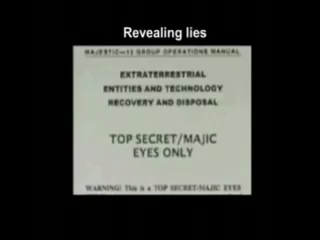 Revealing lies
MAJESTIC—12 GROUP OPERATIONS MANUAL
EXTRATERRESTRIAL
ENTITIES AND TECHNOLOGY
RECOVERY AND DISPOSAL
TOP SECRET/MAJIC
EYES ONLY
WARNING! This is a TOP SECRET-MAJIC EYES